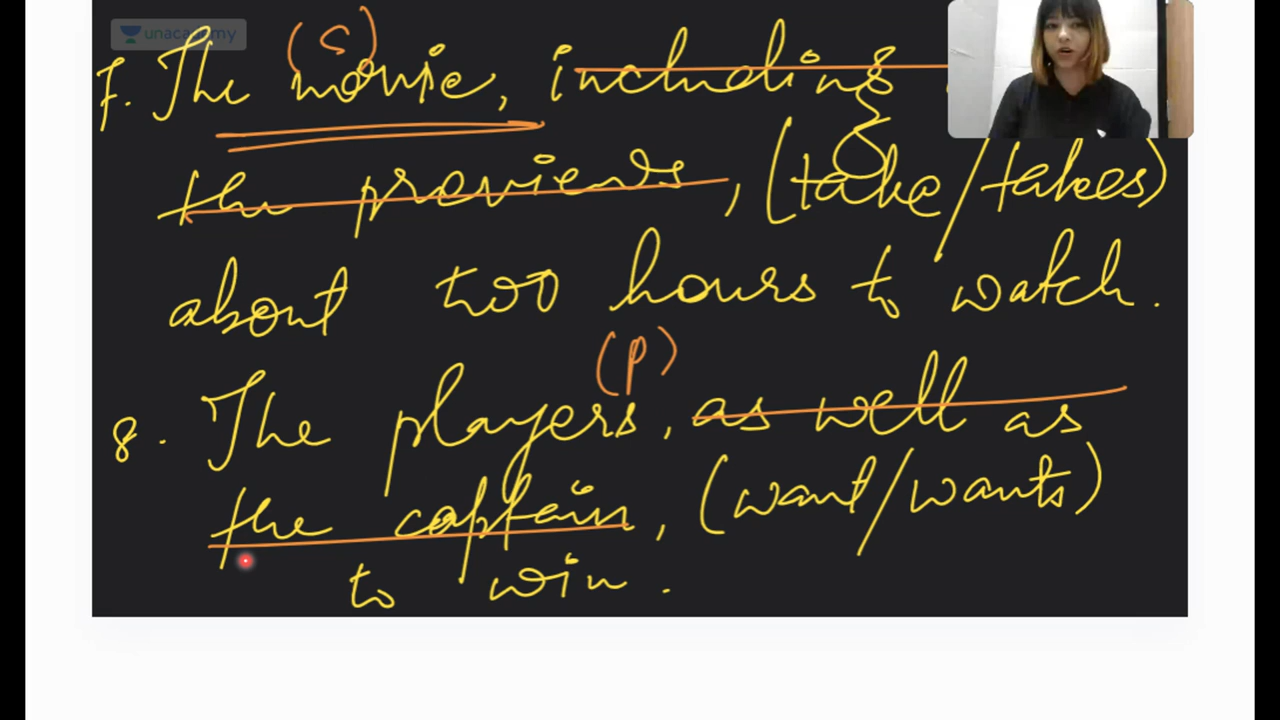 unacademy
(S)
7. The movie, including
the previews, (take/takes)
about two hours to watch.
(P)
8. The players, as well as
the captain, (want/wants)
to win.